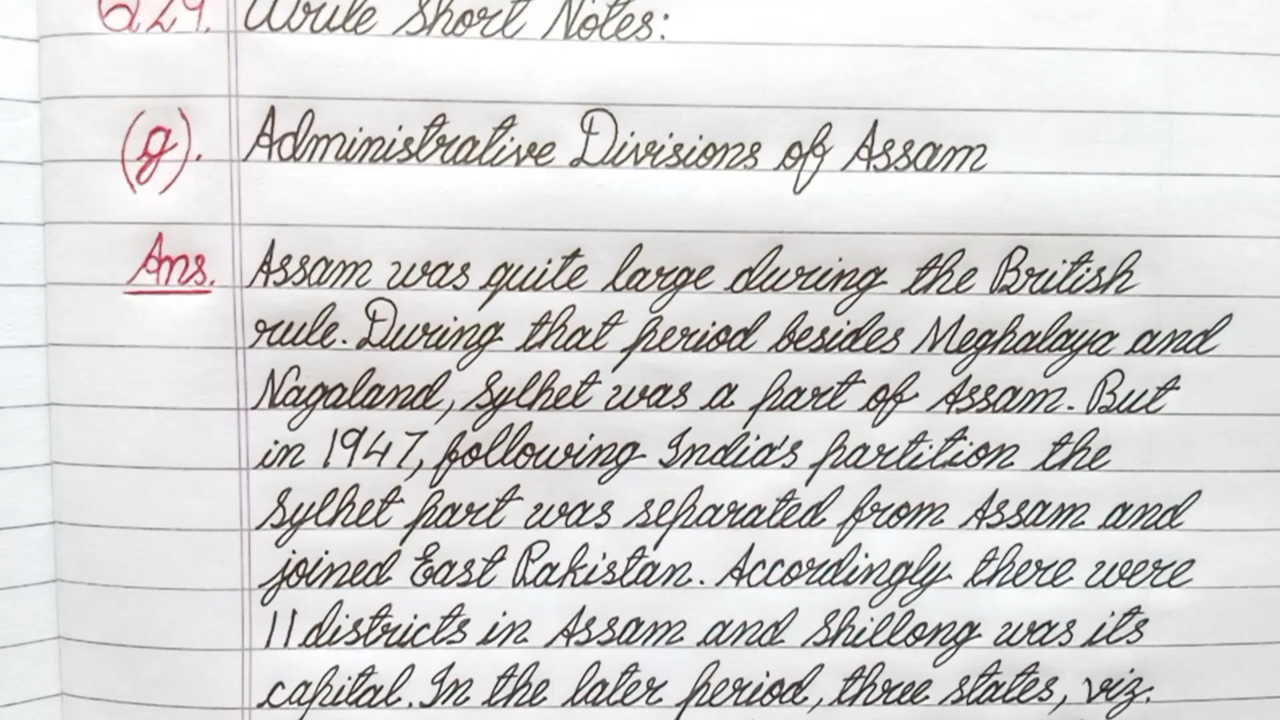 Q29. Write Short Notes:
(g). Administrative Divisions of Assam
Ans. Assam was quite large during the British
rule. During that period besides Meghalaya and
Nagaland, Sylhet was a part of Assam. But
in 1947, following India's partition the
Sylhet part was separated from Assam and
joined East Pakistan. Accordingly there were
11 districts in Assam and Shillong was its
capital. In the later period, three states, viz.